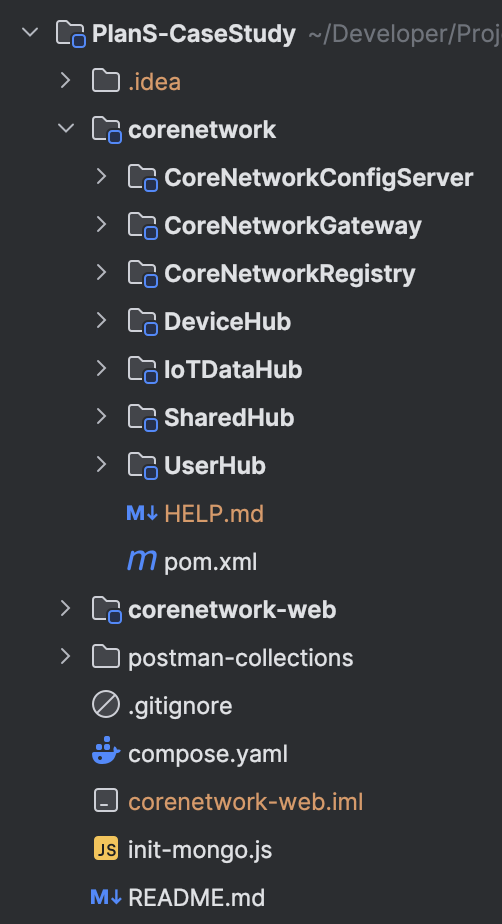 PlanS-CaseStudy ~/Developer/Proj
.idea
corenetwork
CoreNetworkConfigServer
CoreNetworkGateway
CoreNetworkRegistry
DeviceHub
IoTDataHub
SharedHub
UserHub
M↓ HELP.md
m pom.xml
corenetwork-web
postman-collections
.gitignore
compose.yaml
corenetwork-web.iml
JS init-mongo.js
M↓ README.md